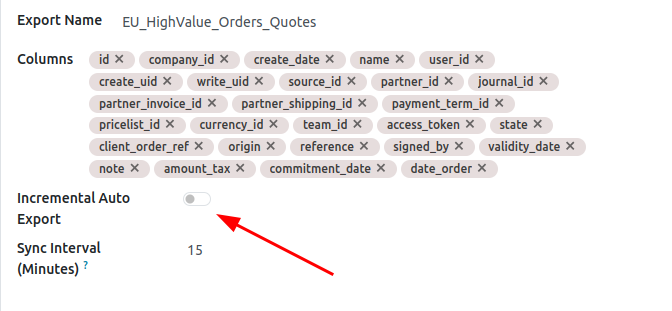 Export Name EU_HighValue_Orders_Quotes
Columns id ✕ company_id ✕ create_date ✕ name ✕ user_id ✕
create_uid ✕ write_uid ✕ source_id ✕ partner_id ✕ journal_id ✕
partner_invoice_id ✕ partner_shipping_id ✕ payment_term_id ✕
pricelist_id ✕ currency_id ✕ team_id ✕ access_token ✕ state ✕
client_order_ref ✕ origin ✕ reference ✕ signed_by ✕ validity_date ✕
note ✕ amount_tax ✕ commitment_date ✕ date_order ✕
Incremental Auto
Export
Sync Interval 15
(Minutes) ?